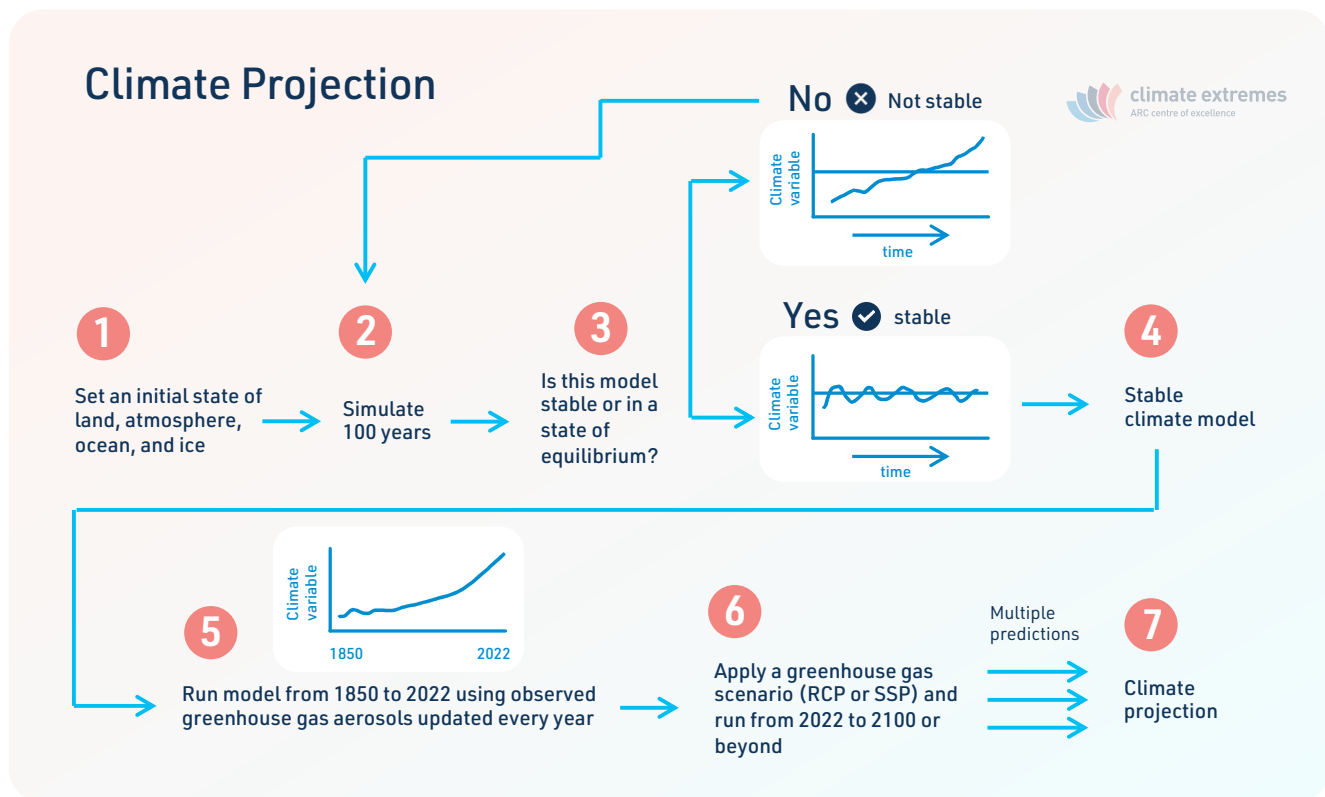 Climate Projection
climate extremes
ARC centre of excellence
No
Not stable
Climate
variable
time
1
Set an initial state of
land, atmosphere,
ocean, and ice
2
Simulate
100 years
3
Is this model
stable or in a
state of
equilibrium?
Yes
stable
Climate
variable
time
4
Stable
climate model
5
Climate
variable
1850
2022
Run model from 1850 to 2022 using observed
greenhouse gas aerosols updated every year
6
Apply a greenhouse gas
scenario (RCP or SSP) and
run from 2022 to 2100 or
beyond
Multiple
predictions
7
Climate
projection